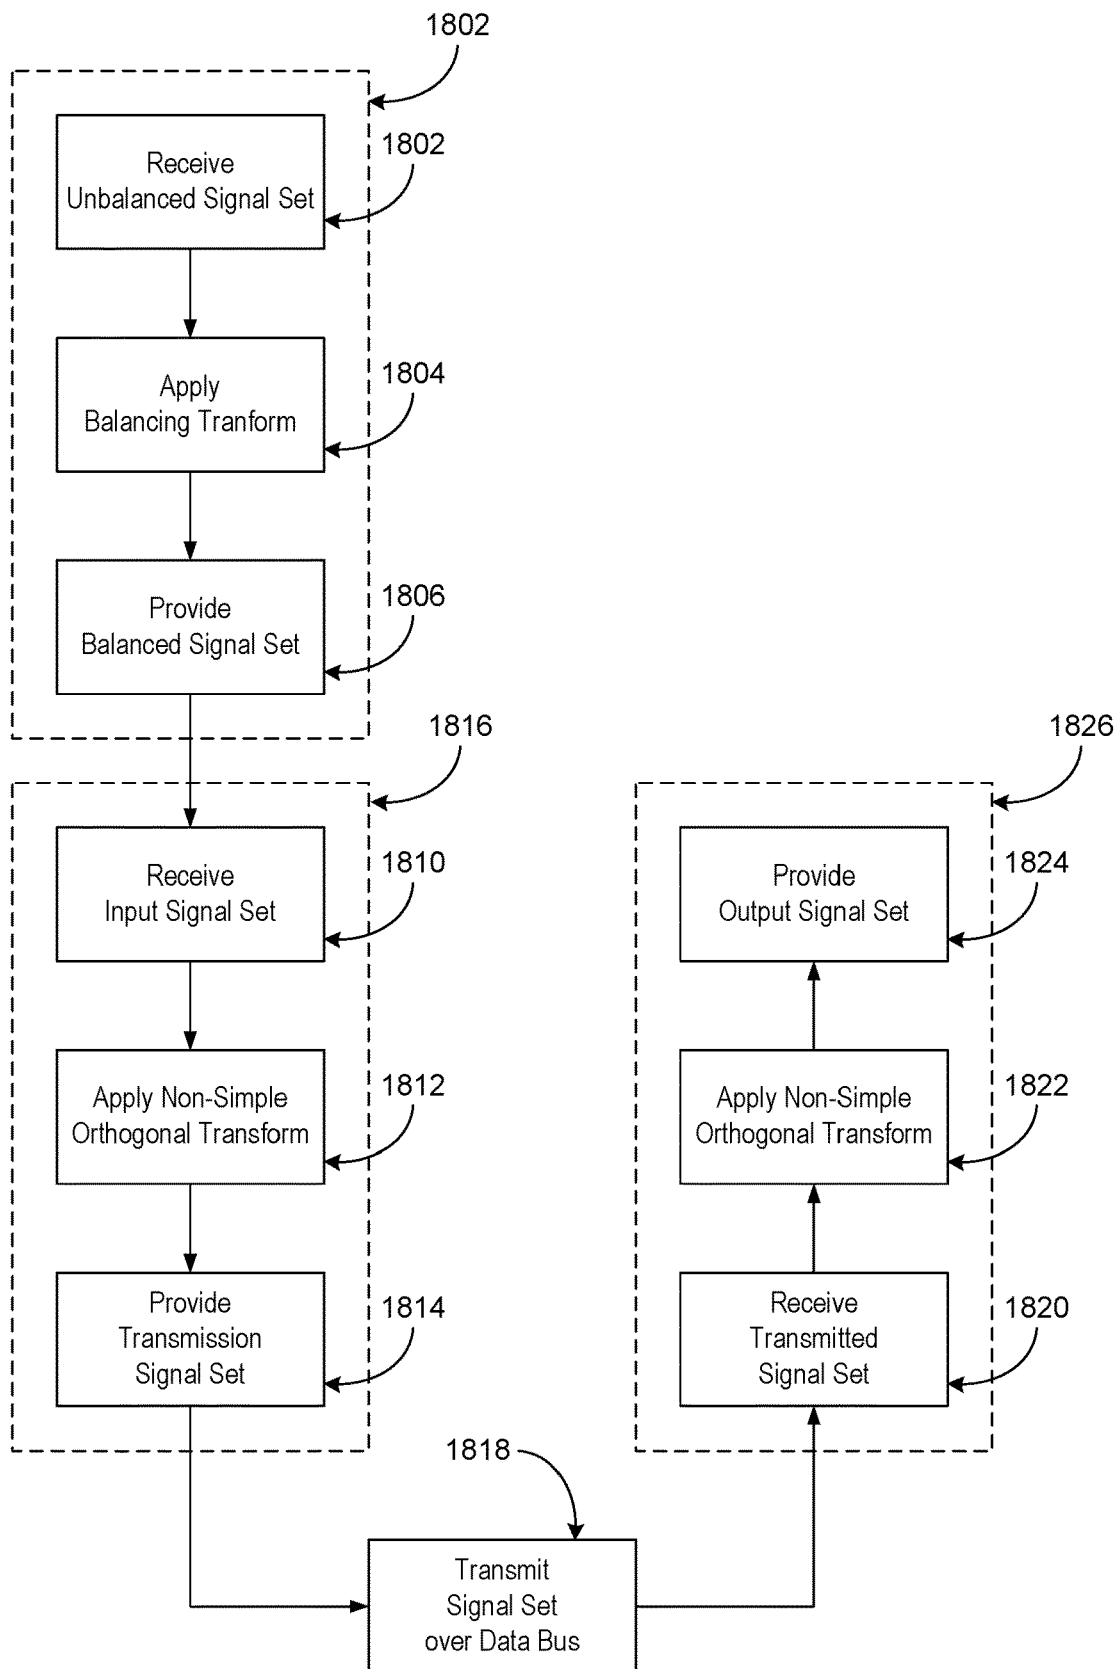 1802
Receive
Unbalanced Signal Set
1802
Apply
Balancing Tranform
1804
Provide
Balanced Signal Set
1806
1816
Receive
Input Signal Set
1810
Apply Non-Simple
Orthogonal Transform
1812
Provide
Transmission
Signal Set
1814
1818
Transmit
Signal Set
over Data Bus
1826
Provide
Output Signal Set
1824
Apply Non-Simple
Orthogonal Transform
1822
Receive
Transmitted
Signal Set
1820